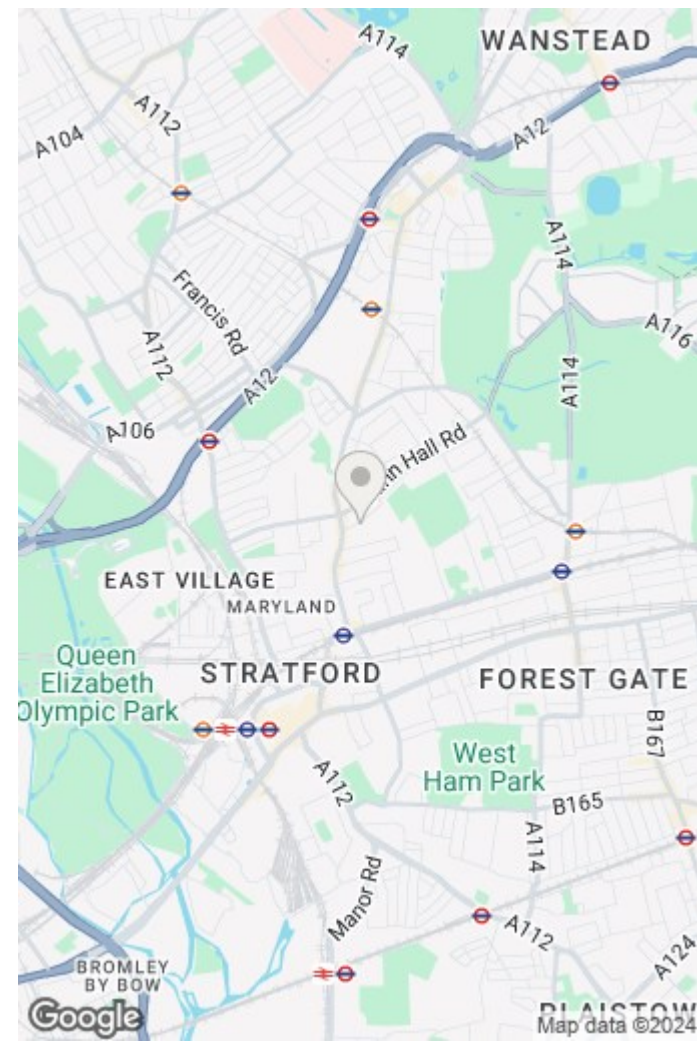 WANSTEAD
A114
A112
A12
A104
A114
Francis Rd
A116
A112
A114
A12
A106
nn Hall Rd
EAST VILLAGE
MARYLAND
Queen
Elizabeth
Olympic Park
STRATFORD
FOREST GATE
B167
West
Ham Park
A112
B165
A114
Manor Rd
A112
A124
BROMLEY
BY BOW
PLAISTOW
Google
Map data ©2024